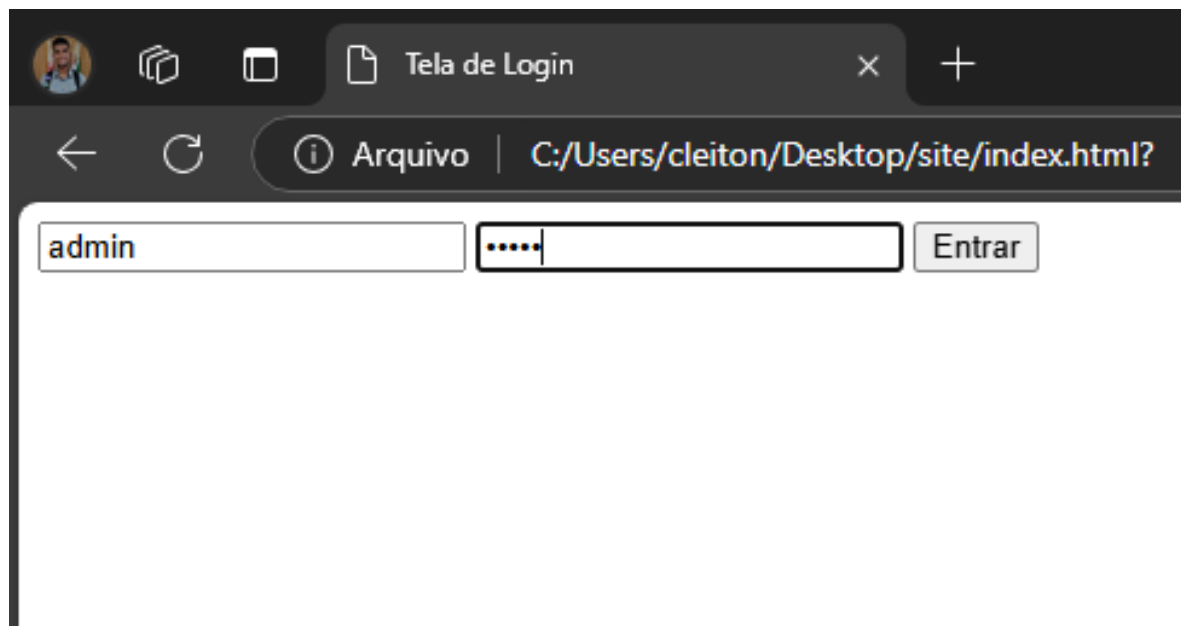 Tela de Login
Arquivo C:/Users/cleiton/Desktop/site/index.html?
admin ••••• Entrar